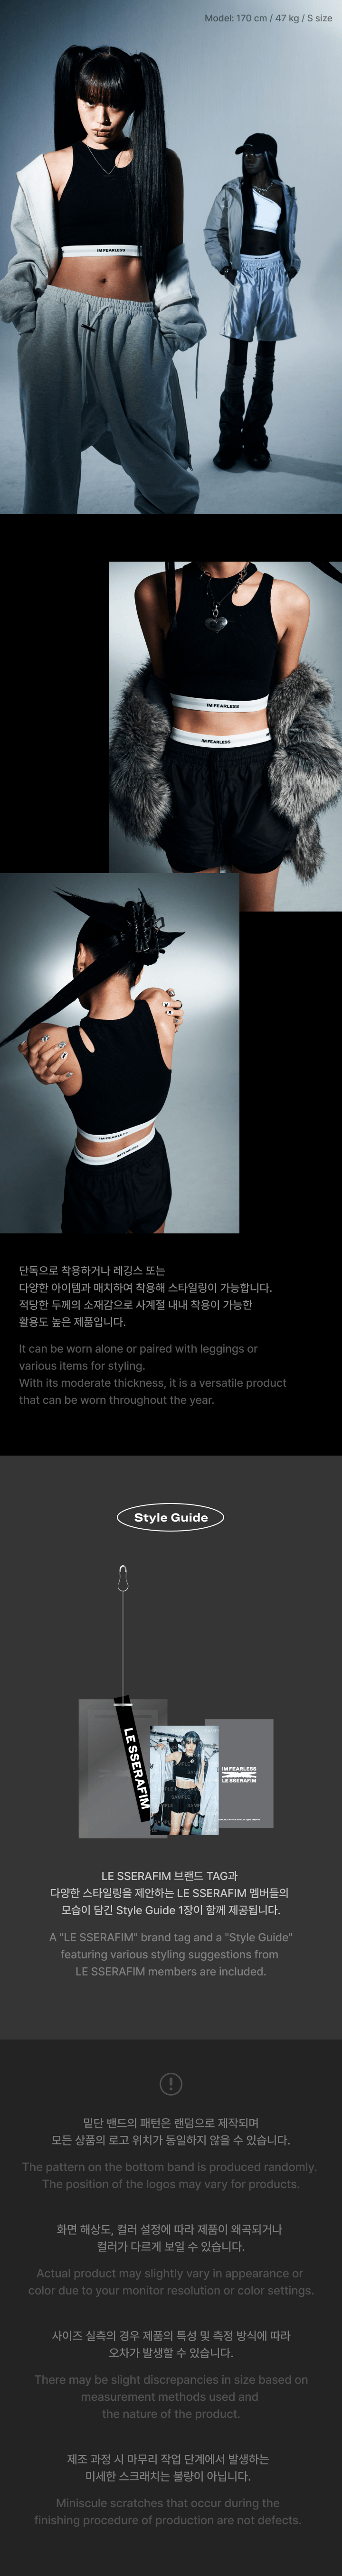 Model: 170 cm / 47 kg / S size
IM FEARLESS
IM FEARLESS
IM FEARLESS
IM FEARLESS
IM FEARLESS
단독으로 착용하거나 레깅스 또는
다양한 아이템과 매치하여 착용해 스타일링이 가능합니다.
적당한 두께의 소재감으로 사계절 내내 착용이 가능한
활용도 높은 제품입니다.
It can be worn alone or paired with leggings or
various items for styling.
With its moderate thickness, it is a versatile product
that can be worn throughout the year.
Style Guide
LE SSERAFIM
SAMPLE
IM FEARLESS
LE SSERAFIM
LE SSERAFIM 브랜드 TAG과
다양한 스타일링을 제안하는 LE SSERAFIM 멤버들의
모습이 담긴 Style Guide 1장이 함께 제공됩니다.
A "LE SSERAFIM" brand tag and a "Style Guide"
featuring various styling suggestions from
LE SSERAFIM members are included.
밑단 밴드의 패턴은 랜덤으로 제작되며
모든 상품의 로고 위치가 동일하지 않을 수 있습니다.
The pattern on the bottom band is produced randomly.
The position of the logos may vary for products.
화면 해상도, 컬러 설정에 따라 제품이 왜곡되거나
컬러가 다르게 보일 수 있습니다.
Actual product may slightly vary in appearance or
color due to your monitor resolution or color settings.
사이즈 실측의 경우 제품의 특성 및 측정 방식에 따라
오차가 발생할 수 있습니다.
There may be slight discrepancies in size based on
measurement methods used and
the nature of the product.
제조 과정 시 마무리 작업 단계에서 발생하는
미세한 스크래치는 불량이 아닙니다.
Miniscule scratches that occur during the
finishing procedure of production are not defects.